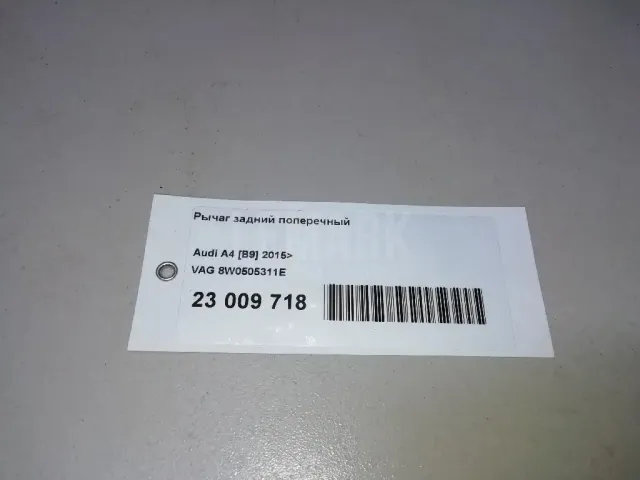 Рычаг задний поперечный
Audi A4 [B9] 2015>
VAG 8W0505311E
23 009 718